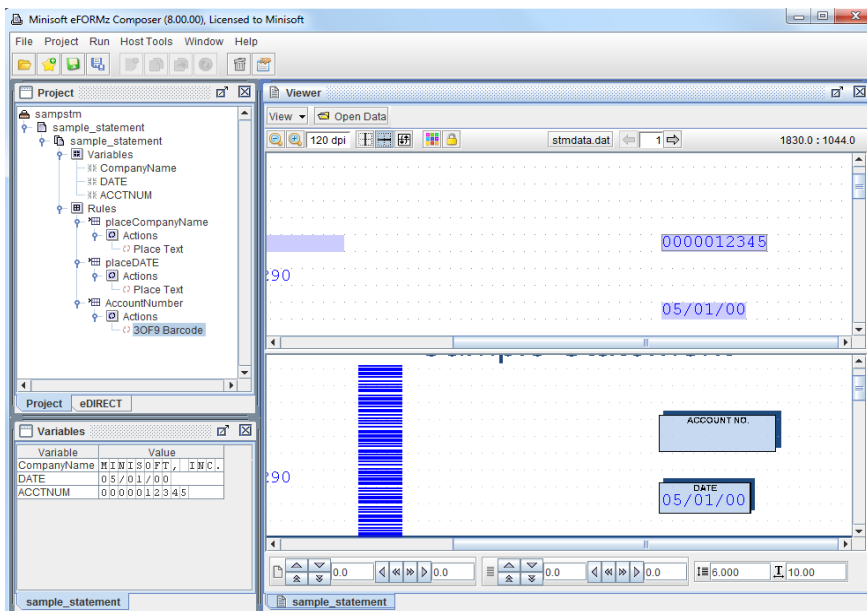 Minisoft eFORMz Composer (8.00.00), Licensed to Minisoft
File Project Run Host Tools Window Help
Project
sampstm
sample_statement
sample_statement
Variables
CompanyName
DATE
ACCTNUM
Rules
placeCompanyName
Actions
Place Text
placeDATE
Actions
Place Text
AccountNumber
Actions
3OF9 Barcode
Project eDIRECT
Variables
Variable Value
CompanyName MINISOFT, INC.
DATE 05/01/00
ACCTNUM 0000012345
sample_statement
Viewer
View Open Data
120 dpi stmdata.dat 1 1830.0 : 1044.0
0000012345
290
05/01/00
ACCOUNT NO.
290
DATE
05/01/00
0.0 0.0 0.0 0.0 6.000 10.00
sample_statement